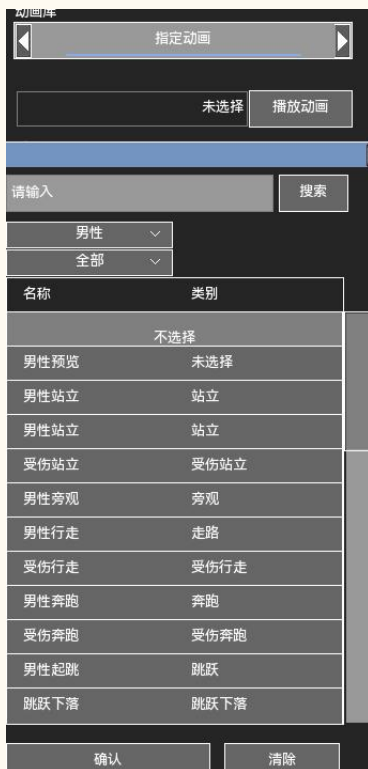 动画库
指定动画
未选择 播放动画
请输入 搜索
男性
全部
名称 类别
不选择
男性预览 未选择
男性站立 站立
男性站立 站立
受伤站立 受伤站立
男性旁观 旁观
男性行走 走路
受伤行走 受伤行走
男性奔跑 奔跑
受伤奔跑 受伤奔跑
男性起跳 跳跃
跳跃下落 跳跃下落
确认 清除